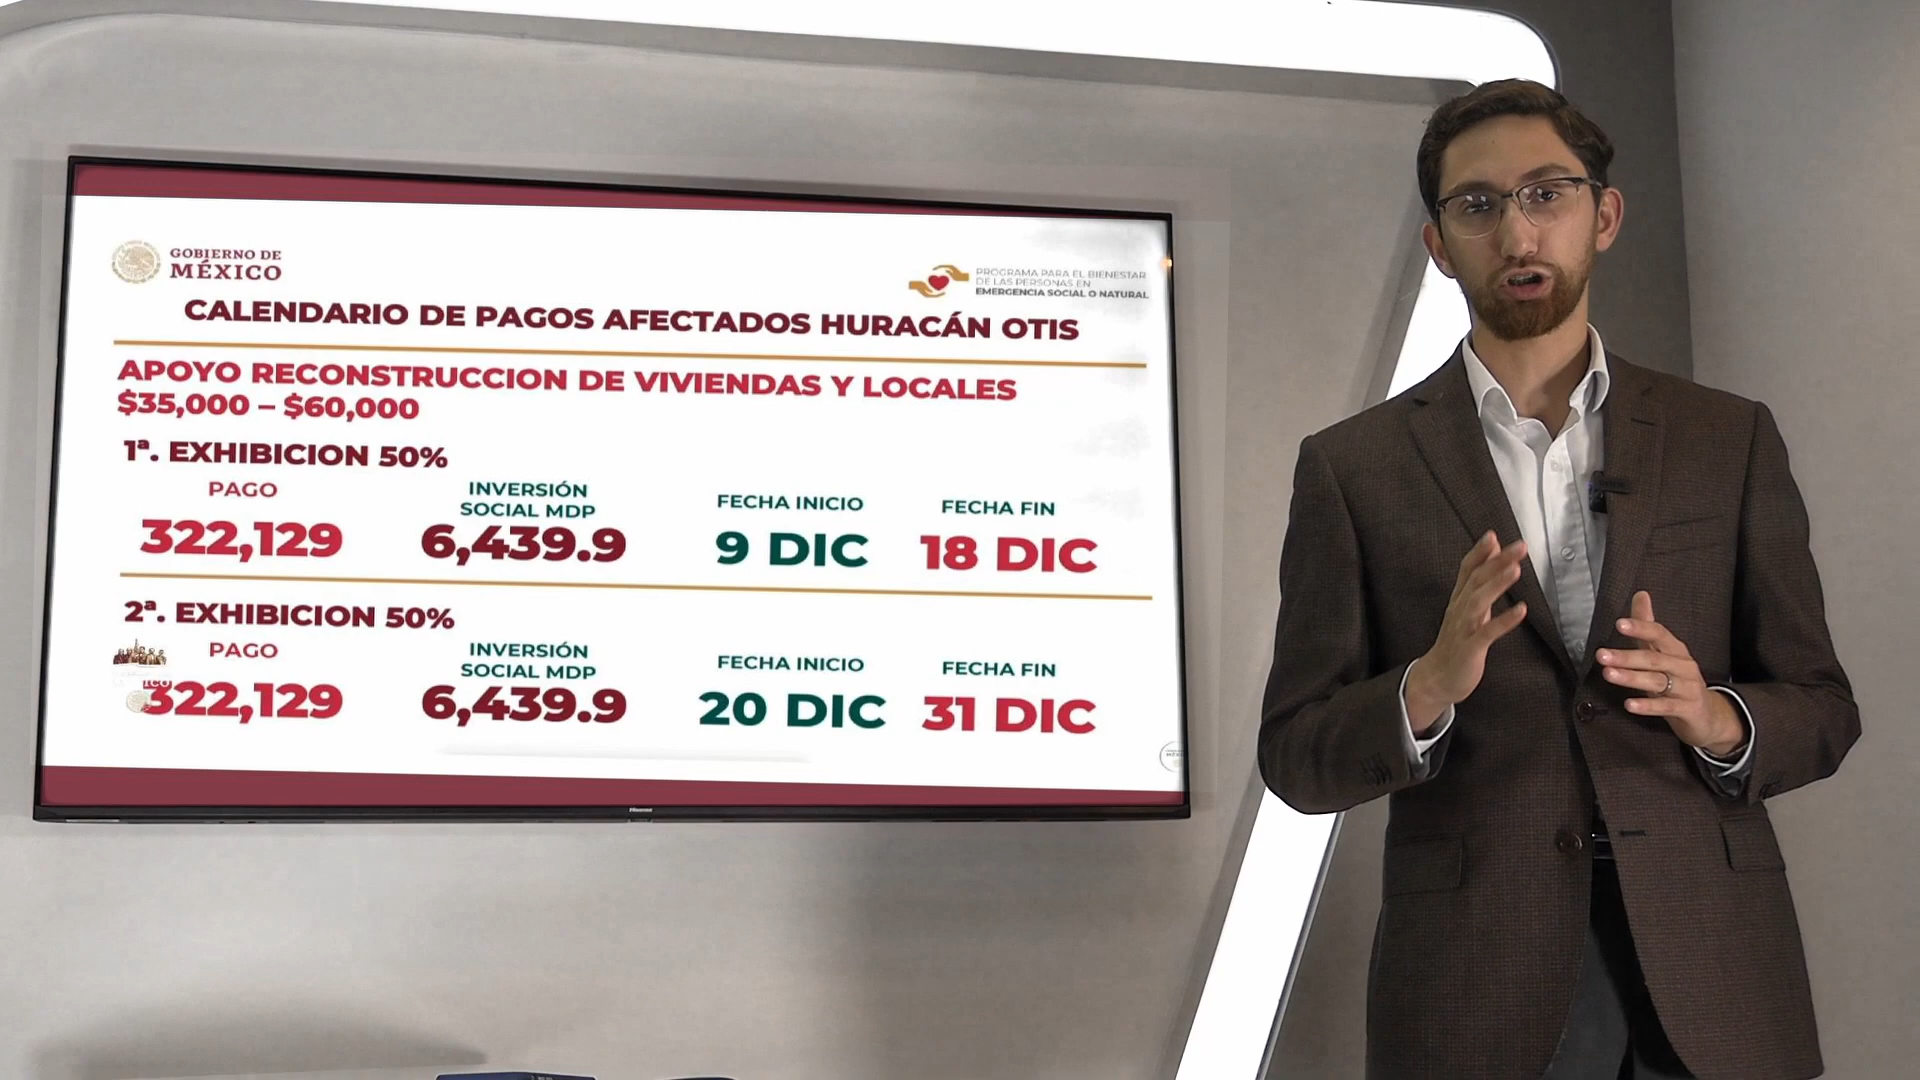 GOBIERNO DE
MÉXICO
PROGRAMA PARA EL BIENESTAR
DE LAS PERSONAS EN
EMERGENCIA SOCIAL O NATURAL
CALENDARIO DE PAGOS AFECTADOS HURACÁN OTIS
APOYO RECONSTRUCCION DE VIVIENDAS Y LOCALES
$35,000 – $60,000
1ª. EXHIBICION 50%
PAGO
INVERSIÓN
SOCIAL MDP
FECHA INICIO
FECHA FIN
322,129
6,439.9
9 DIC
18 DIC
2ª. EXHIBICION 50%
PAGO
INVERSIÓN
SOCIAL MDP
FECHA INICIO
FECHA FIN
322,129
6,439.9
20 DIC
31 DIC
Hisense